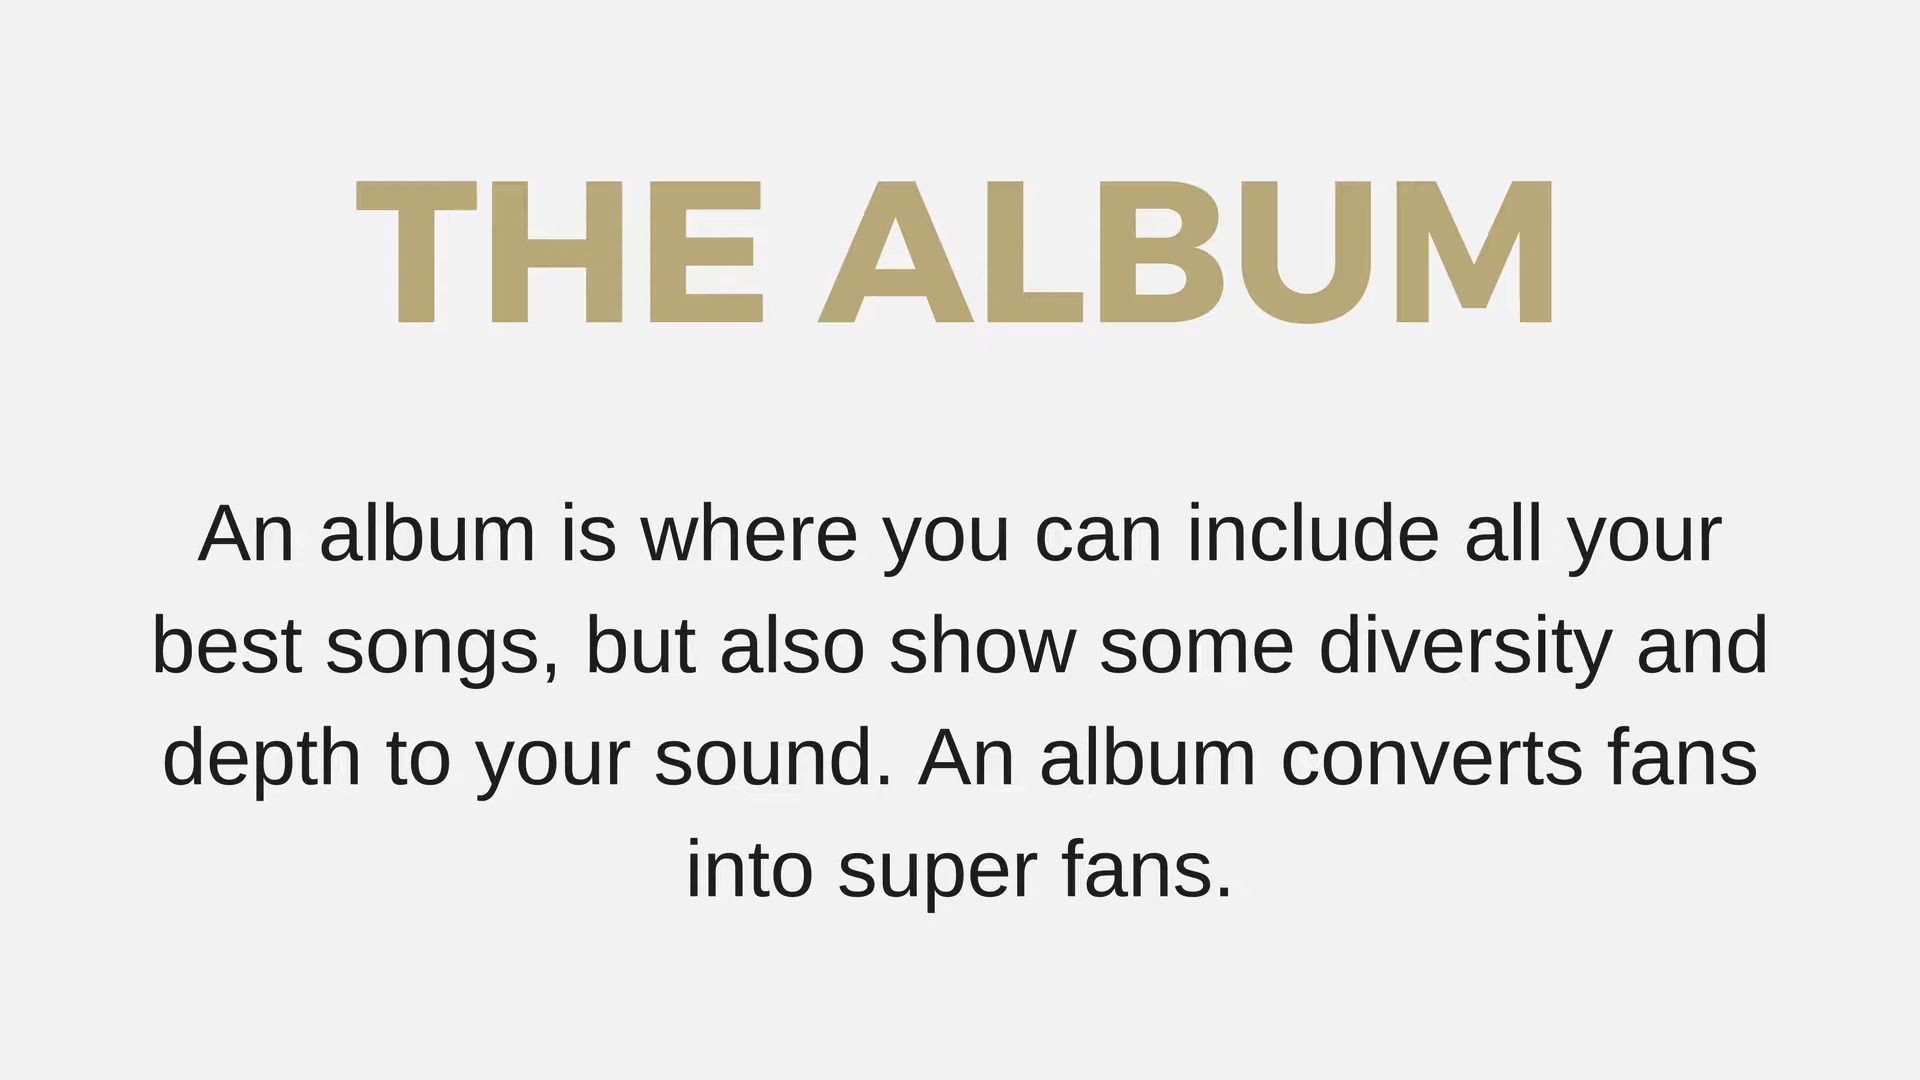 THE ALBUM
An album is where you can include all your
best songs, but also show some diversity and
depth to your sound. An album converts fans
into super fans.